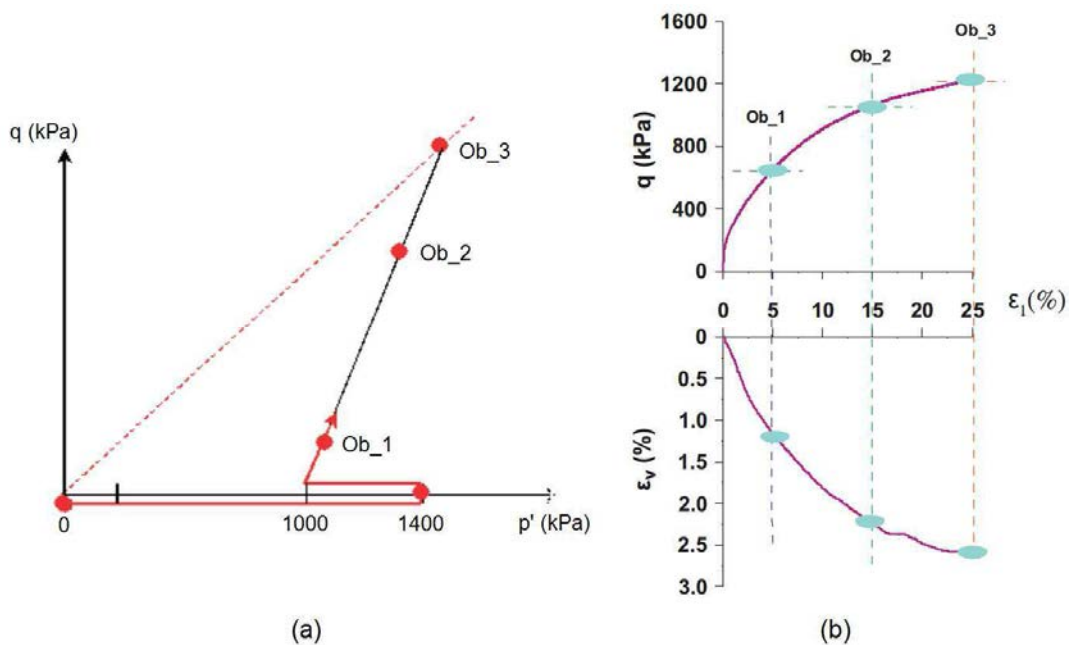 q (kPa)
Ob_3
Ob_2
Ob_1
0
1000
1400
p' (kPa)
(a)
1600
1200
800
400
0
q (kPa)
Ob_1
Ob_2
Ob_3
0
5
10
15
20
25
ε₁(%)
0
0.5
1.0
1.5
2.0
2.5
3.0
εᵥ (%)
(b)